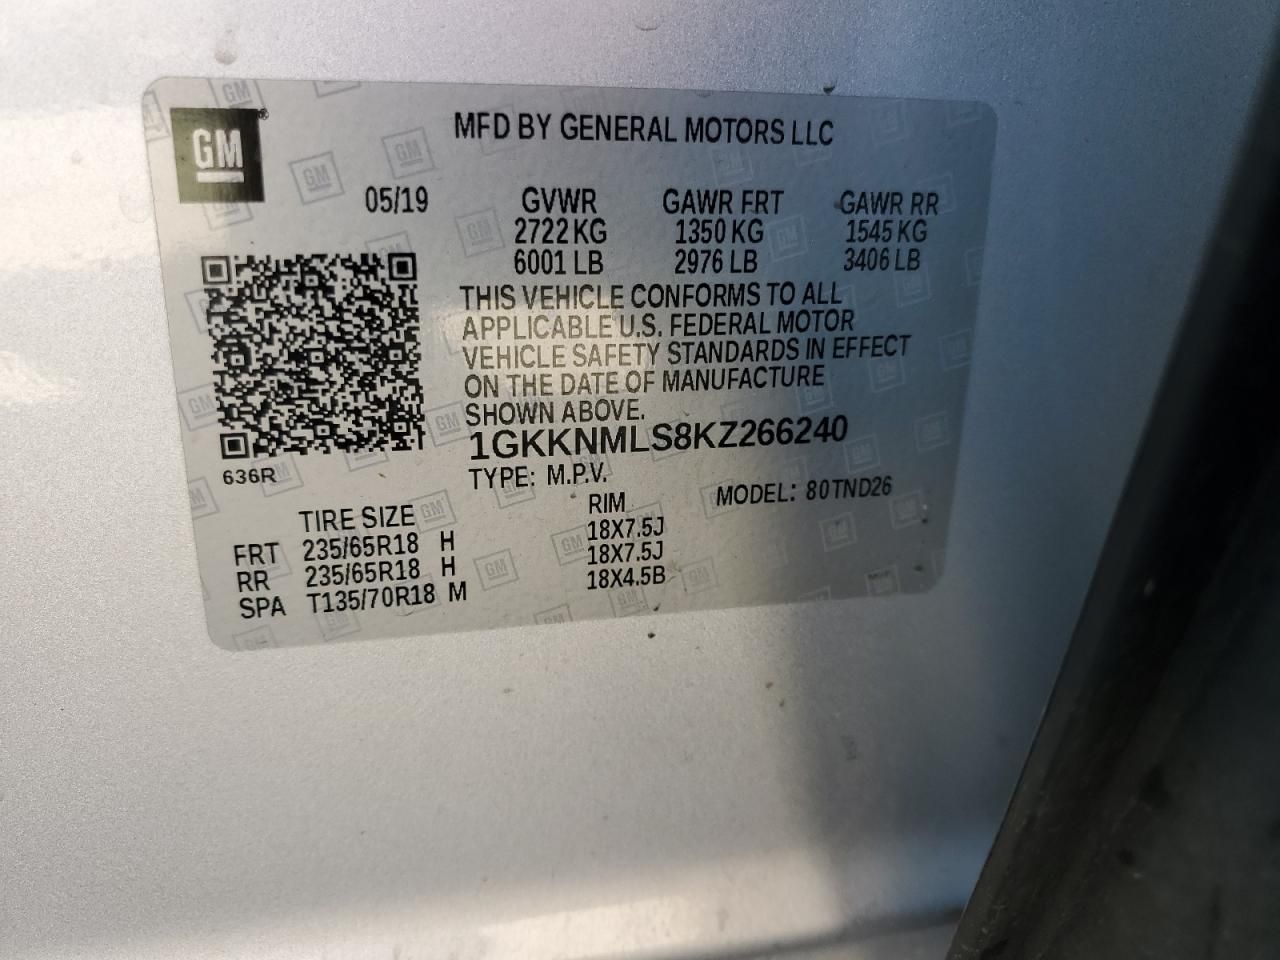 GM
MFD BY GENERAL MOTORS LLC
05/19 GVWR GAWR FRT GAWR RR
2722 KG 1350 KG 1545 KG
6001 LB 2976 LB 3406 LB
THIS VEHICLE CONFORMS TO ALL
APPLICABLE U.S. FEDERAL MOTOR
VEHICLE SAFETY STANDARDS IN EFFECT
ON THE DATE OF MANUFACTURE
SHOWN ABOVE.
1GKKNMLS8KZ266240
636R
TYPE: M.P.V. MODEL: 80TND26
TIRE SIZE RIM
FRT 235/65R18 H 18X7.5J
RR 235/65R18 H 18X7.5J
SPA T135/70R18 M 18X4.5B